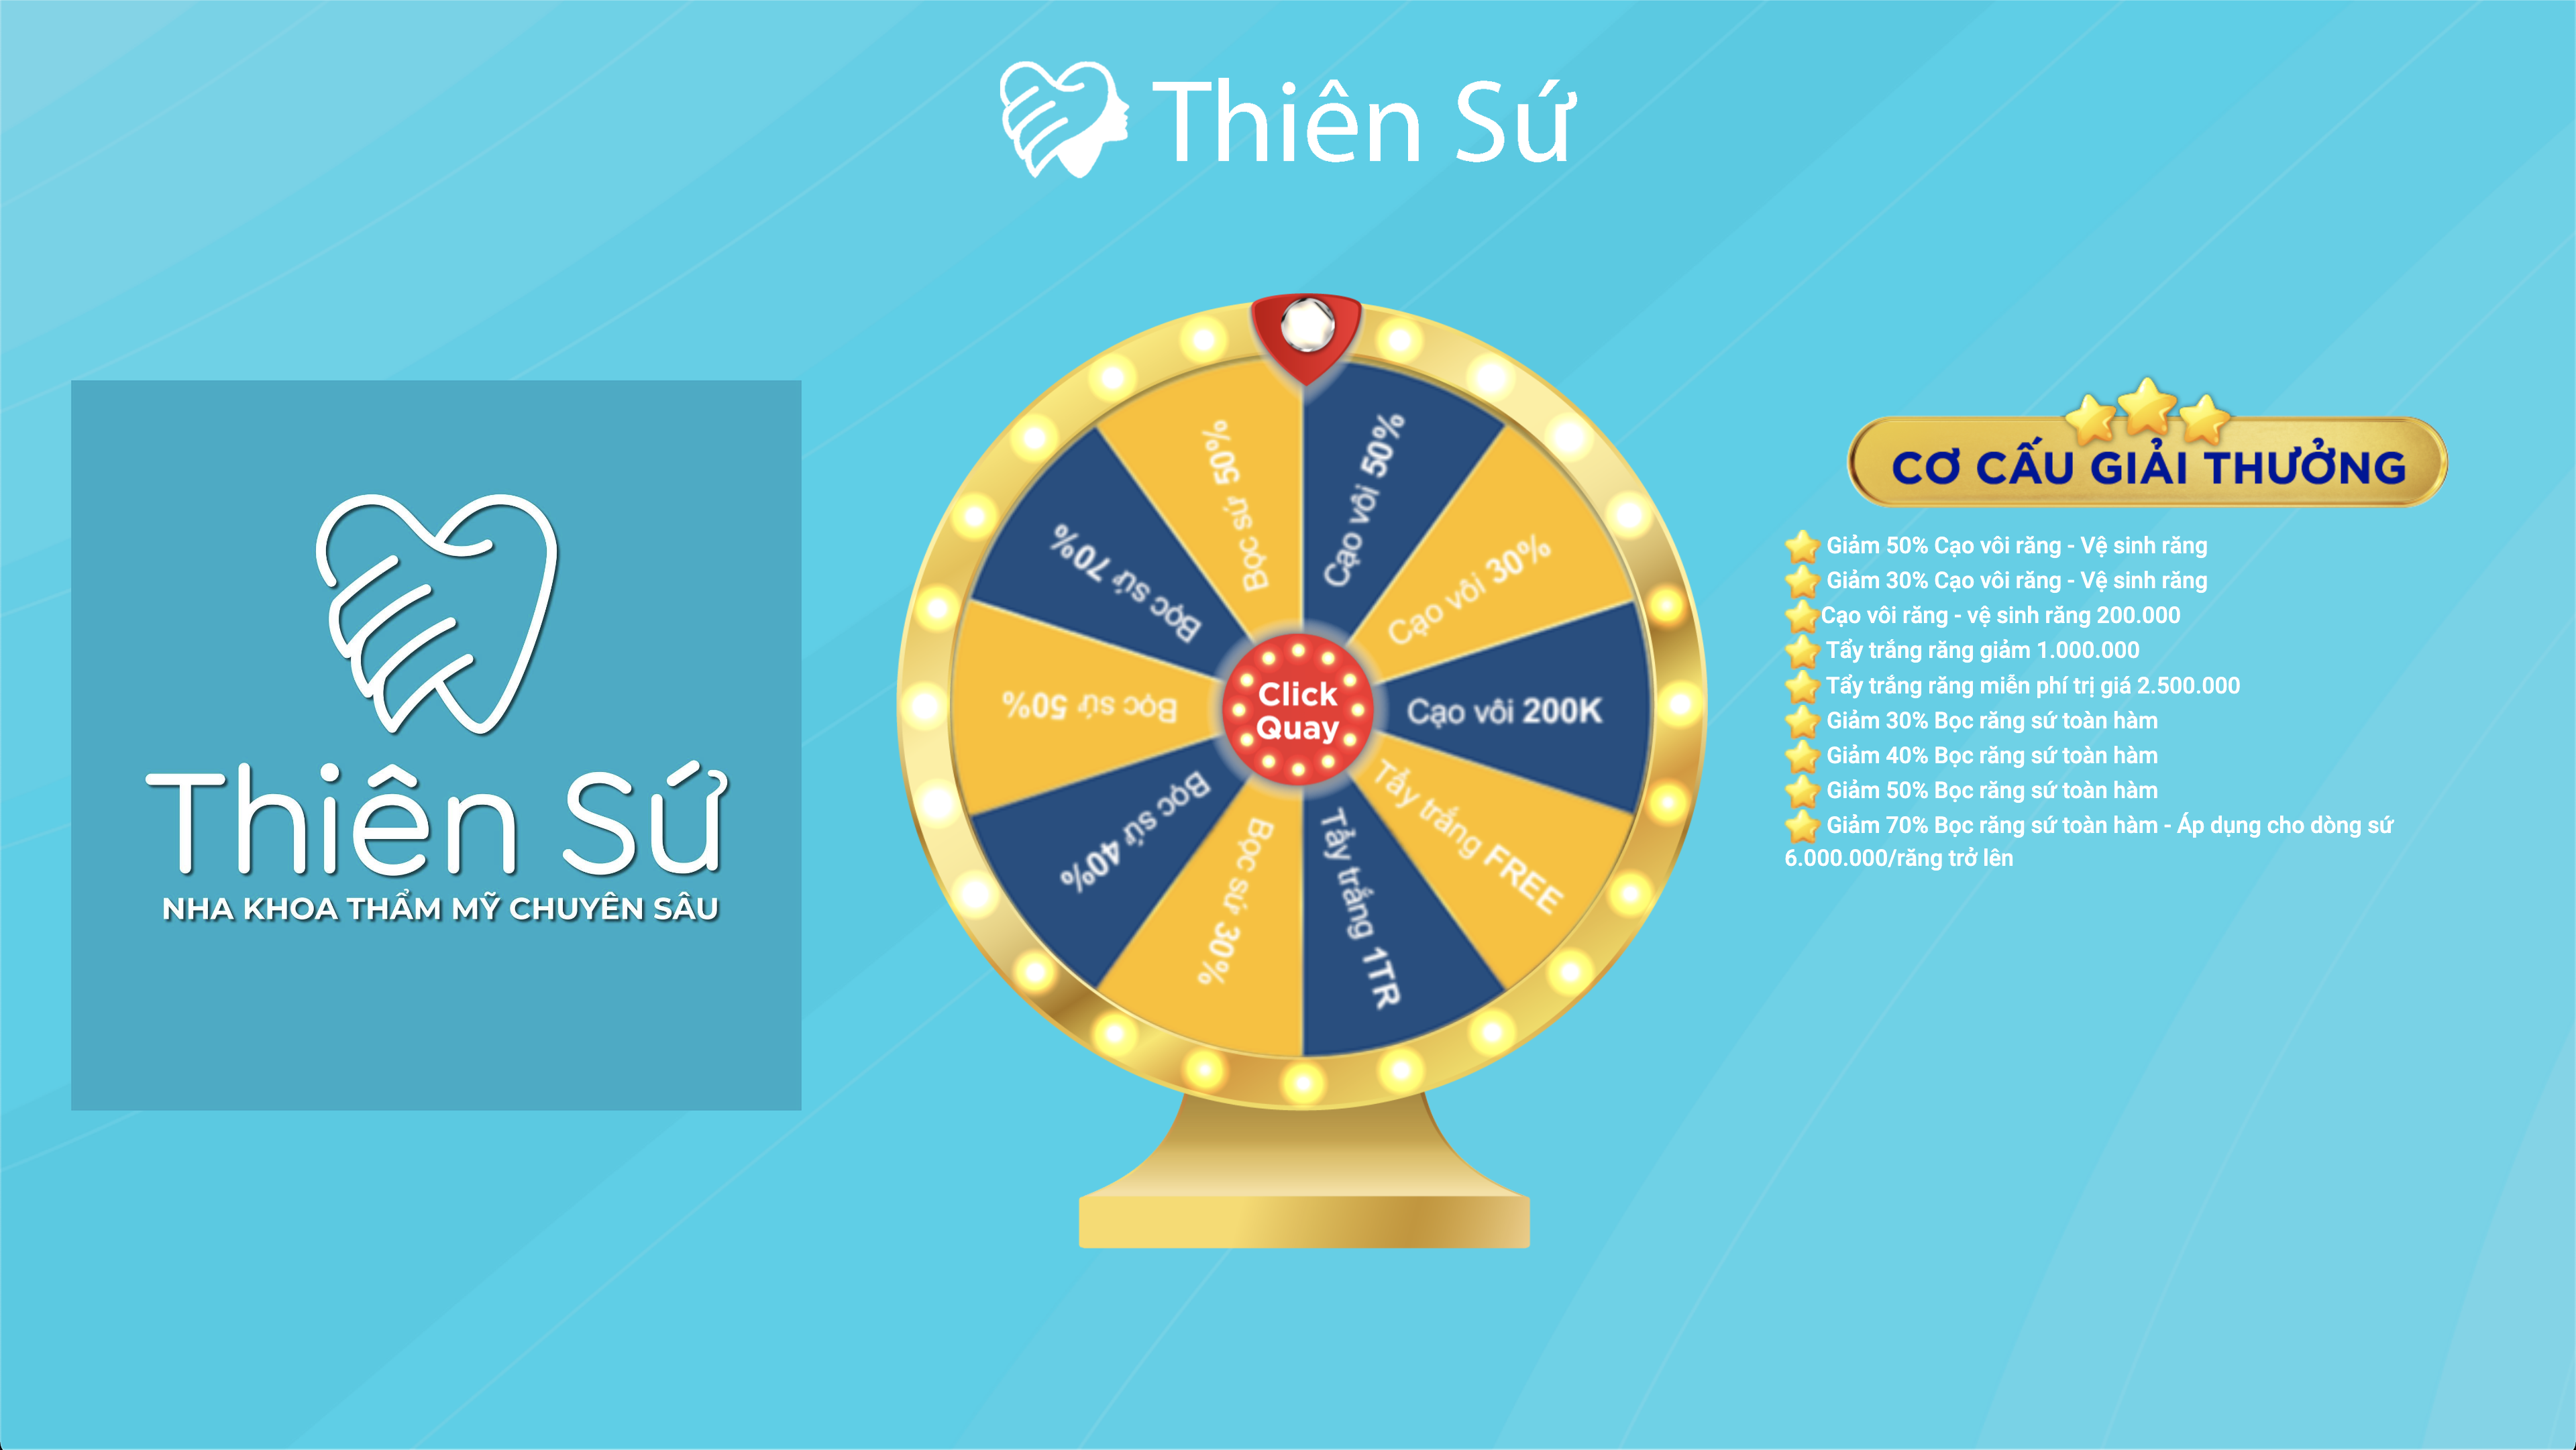 Thiên Sứ
Thiên Sứ
NHA KHOA THẨM MỸ CHUYÊN SÂU
Cạo vôi 50%
Cạo vôi 30%
Cạo vôi 200K
Tẩy trắng FREE
Tẩy trắng 1TR
Bọc sứ 30%
Bọc sứ 40%
Bọc sứ 50%
Bọc sứ 70%
Bọc sứ 50%
Click
Quay
CƠ CẤU GIẢI THƯỞNG
Giảm 50% Cạo vôi răng - Vệ sinh răng
Giảm 30% Cạo vôi răng - Vệ sinh răng
Cạo vôi răng - vệ sinh răng 200.000
Tẩy trắng răng giảm 1.000.000
Tẩy trắng răng miễn phí trị giá 2.500.000
Giảm 30% Bọc răng sứ toàn hàm
Giảm 40% Bọc răng sứ toàn hàm
Giảm 50% Bọc răng sứ toàn hàm
Giảm 70% Bọc răng sứ toàn hàm - Áp dụng cho dòng sứ
6.000.000/răng trở lên